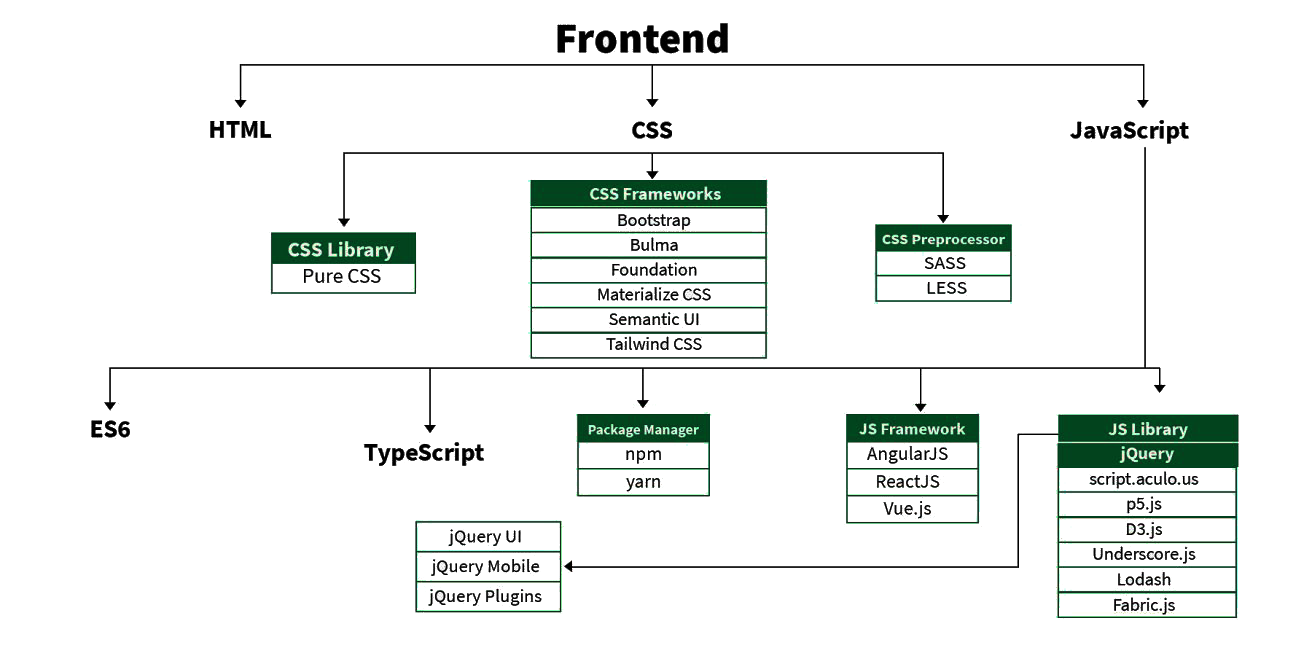 Frontend
HTML
CSS
JavaScript
CSS Library
Pure CSS
CSS Frameworks
Bootstrap
Bulma
Foundation
Materialize CSS
Semantic UI
Tailwind CSS
CSS Preprocessor
SASS
LESS
ES6
TypeScript
Package Manager
npm
yarn
JS Framework
AngularJS
ReactJS
Vue.js
JS Library
jQuery
script.aculo.us
p5.js
D3.js
Underscore.js
Lodash
Fabric.js
jQuery UI
jQuery Mobile
jQuery Plugins